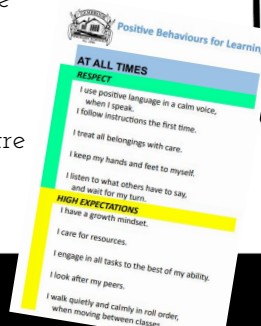 e
Positive Behaviours for Learning
AT ALL TIMES
RESPECT
I use positive language in a calm voice,
when I speak.
I follow instructions the first time.
I treat all belongings with care.
I keep my hands and feet to myself.
I listen to what others have to say,
and wait for my turn.
tre
HIGH EXPECTATIONS
I have a growth mindset.
I care for resources.
I engage in all tasks to the best of my ability.
I look after my peers.
I walk quietly and calmly in roll order,
when moving between classes